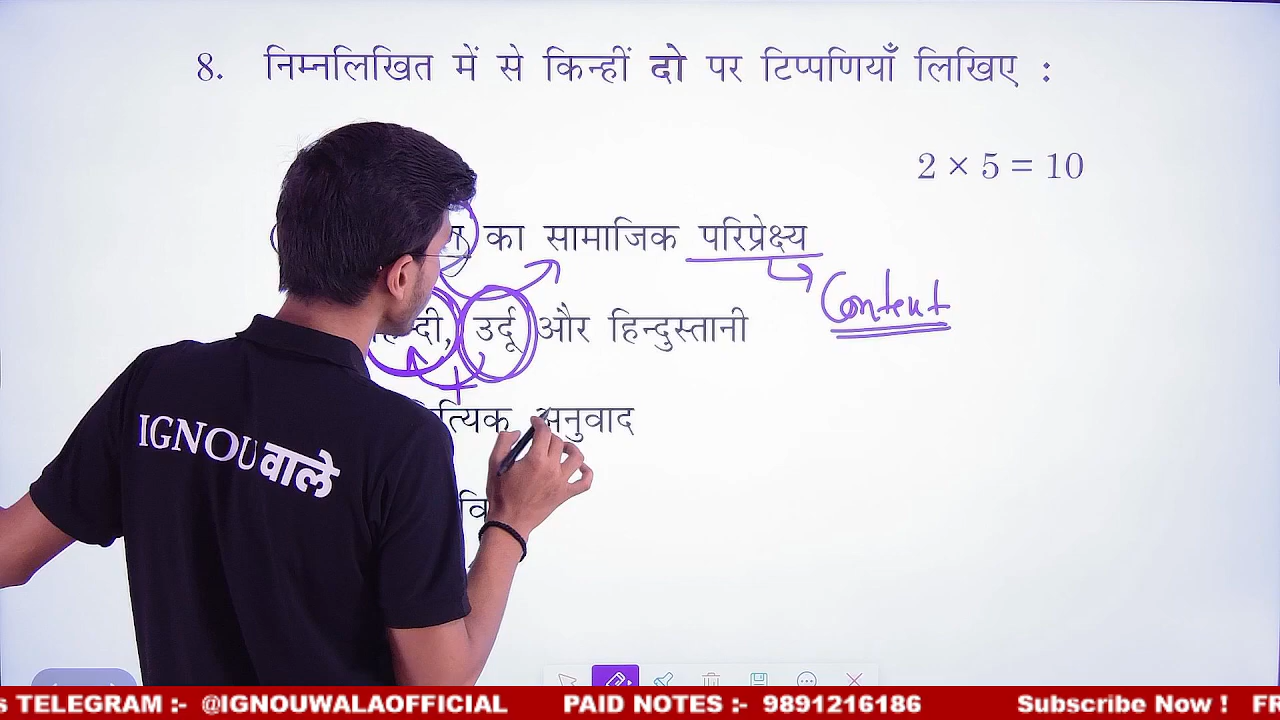 8. निम्नलिखित में से किन्हीं दो पर टिप्पणियाँ लिखिए :
2 × 5 = 10
का सामाजिक परिप्रेक्ष्य
Content
उर्दू और हिन्दुस्तानी
अनुवाद
IGNOU वाले
TELEGRAM :- @IGNOUWALAOFFICIAL PAID NOTES :- 9891216186 Subscribe Now !